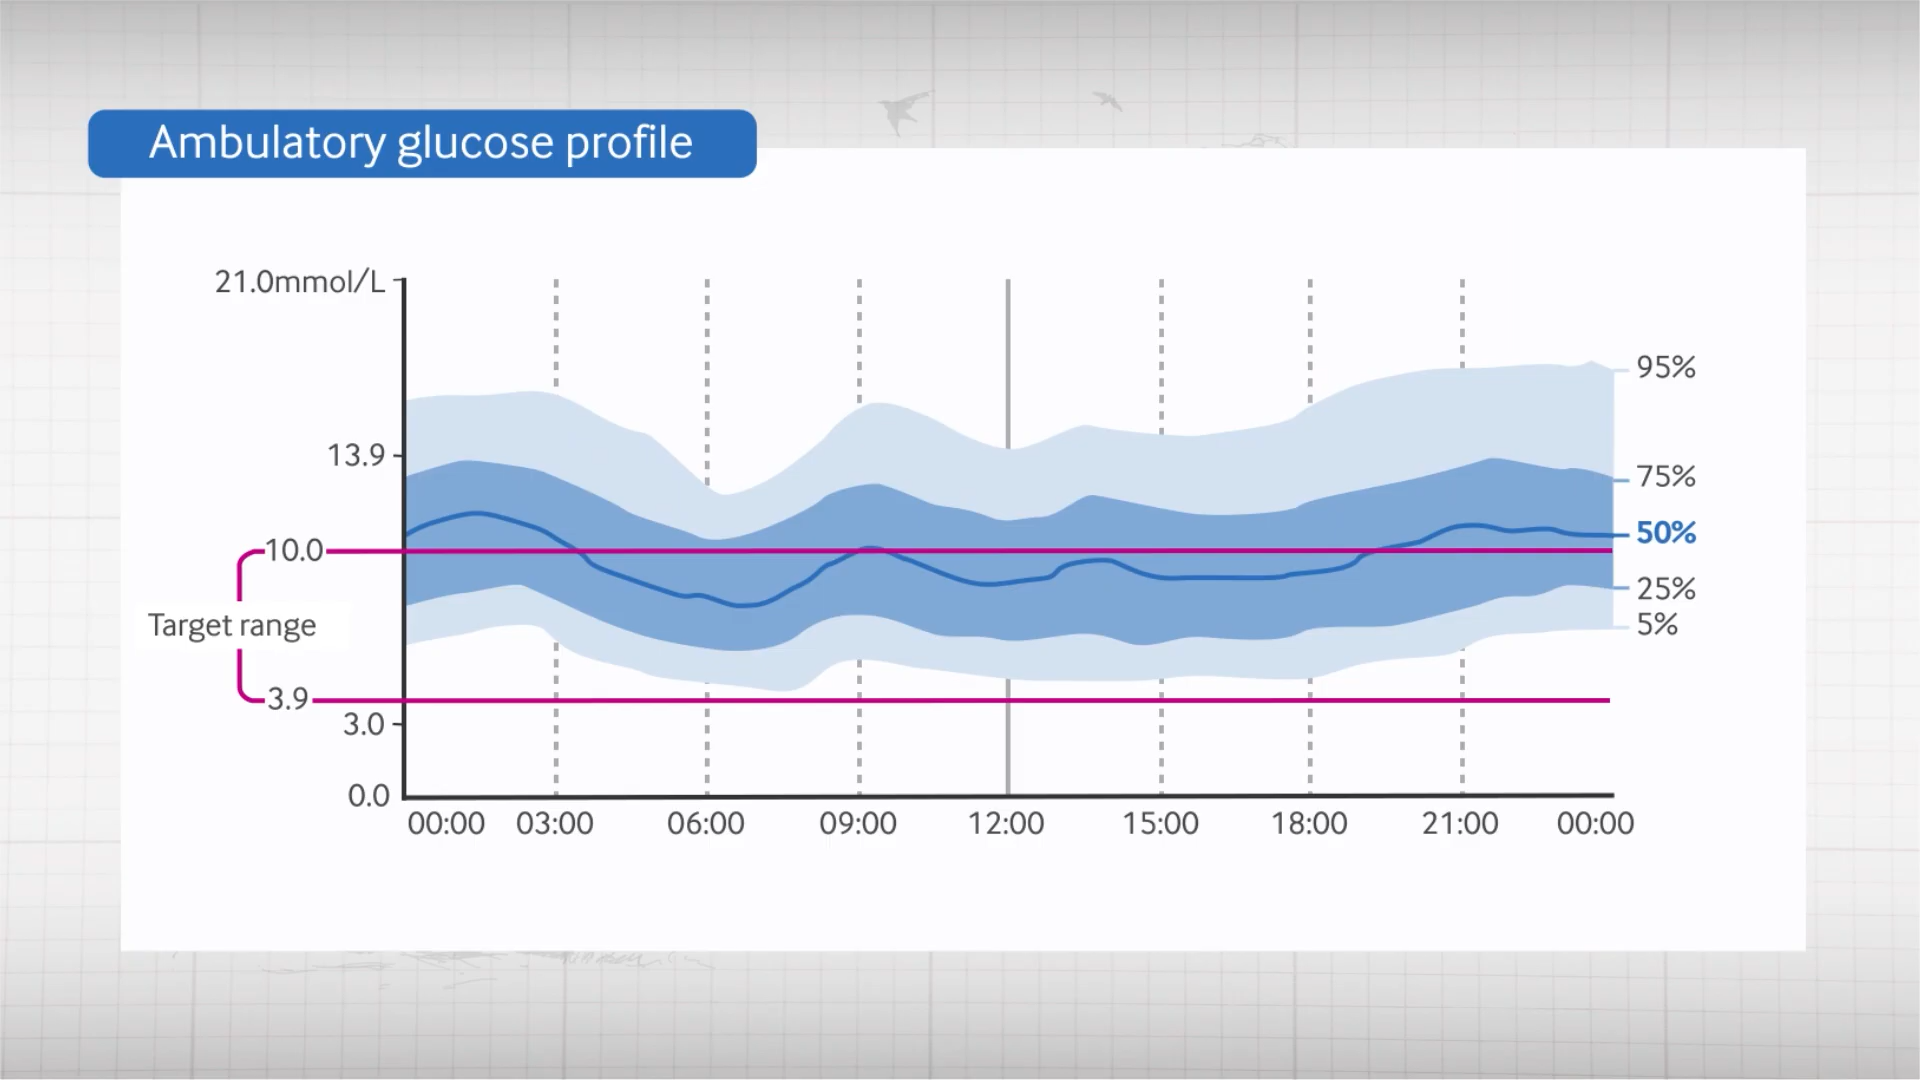 Ambulatory glucose profile
21.0mmol/L
95%
13.9
75%
50%
10.0
25%
Target range
5%
3.9
3.0
0.0
00:00 03:00 06:00 09:00 12:00 15:00 18:00 21:00 00:00